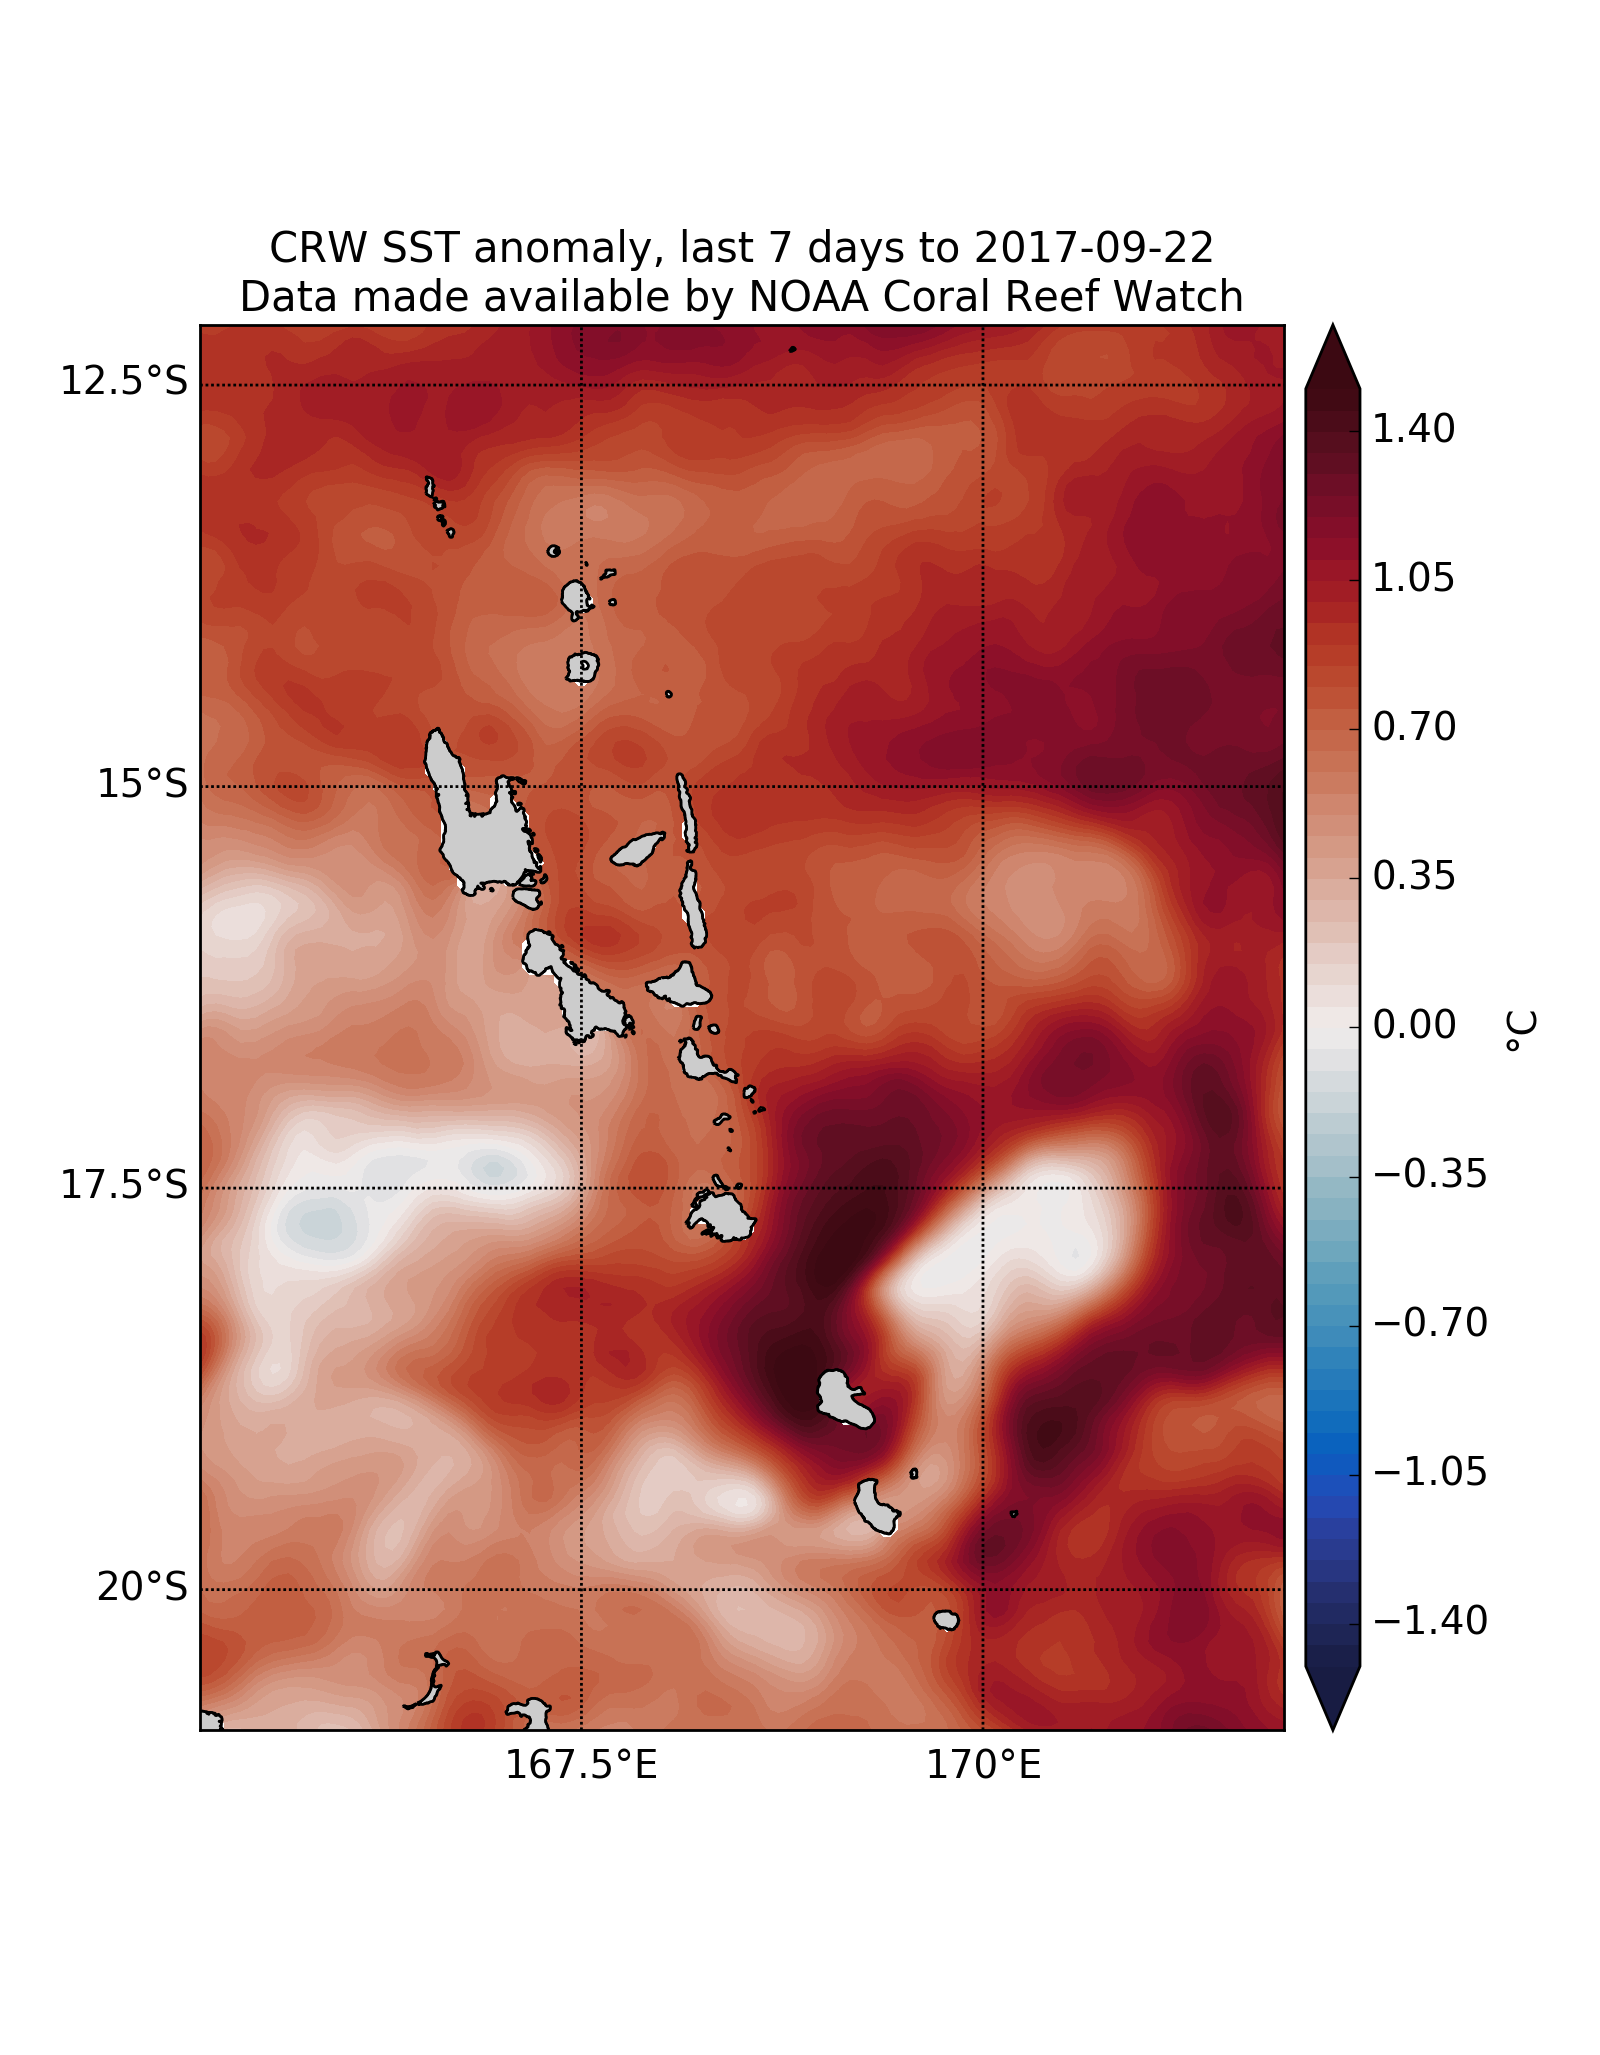 CRW SST anomaly, last 7 days to 2017-09-22
Data made available by NOAA Coral Reef Watch
12.5°S
15°S
17.5°S
20°S
167.5°E
170°E
1.40
1.05
0.70
0.35
0.00
−0.35
−0.70
−1.05
−1.40
°C